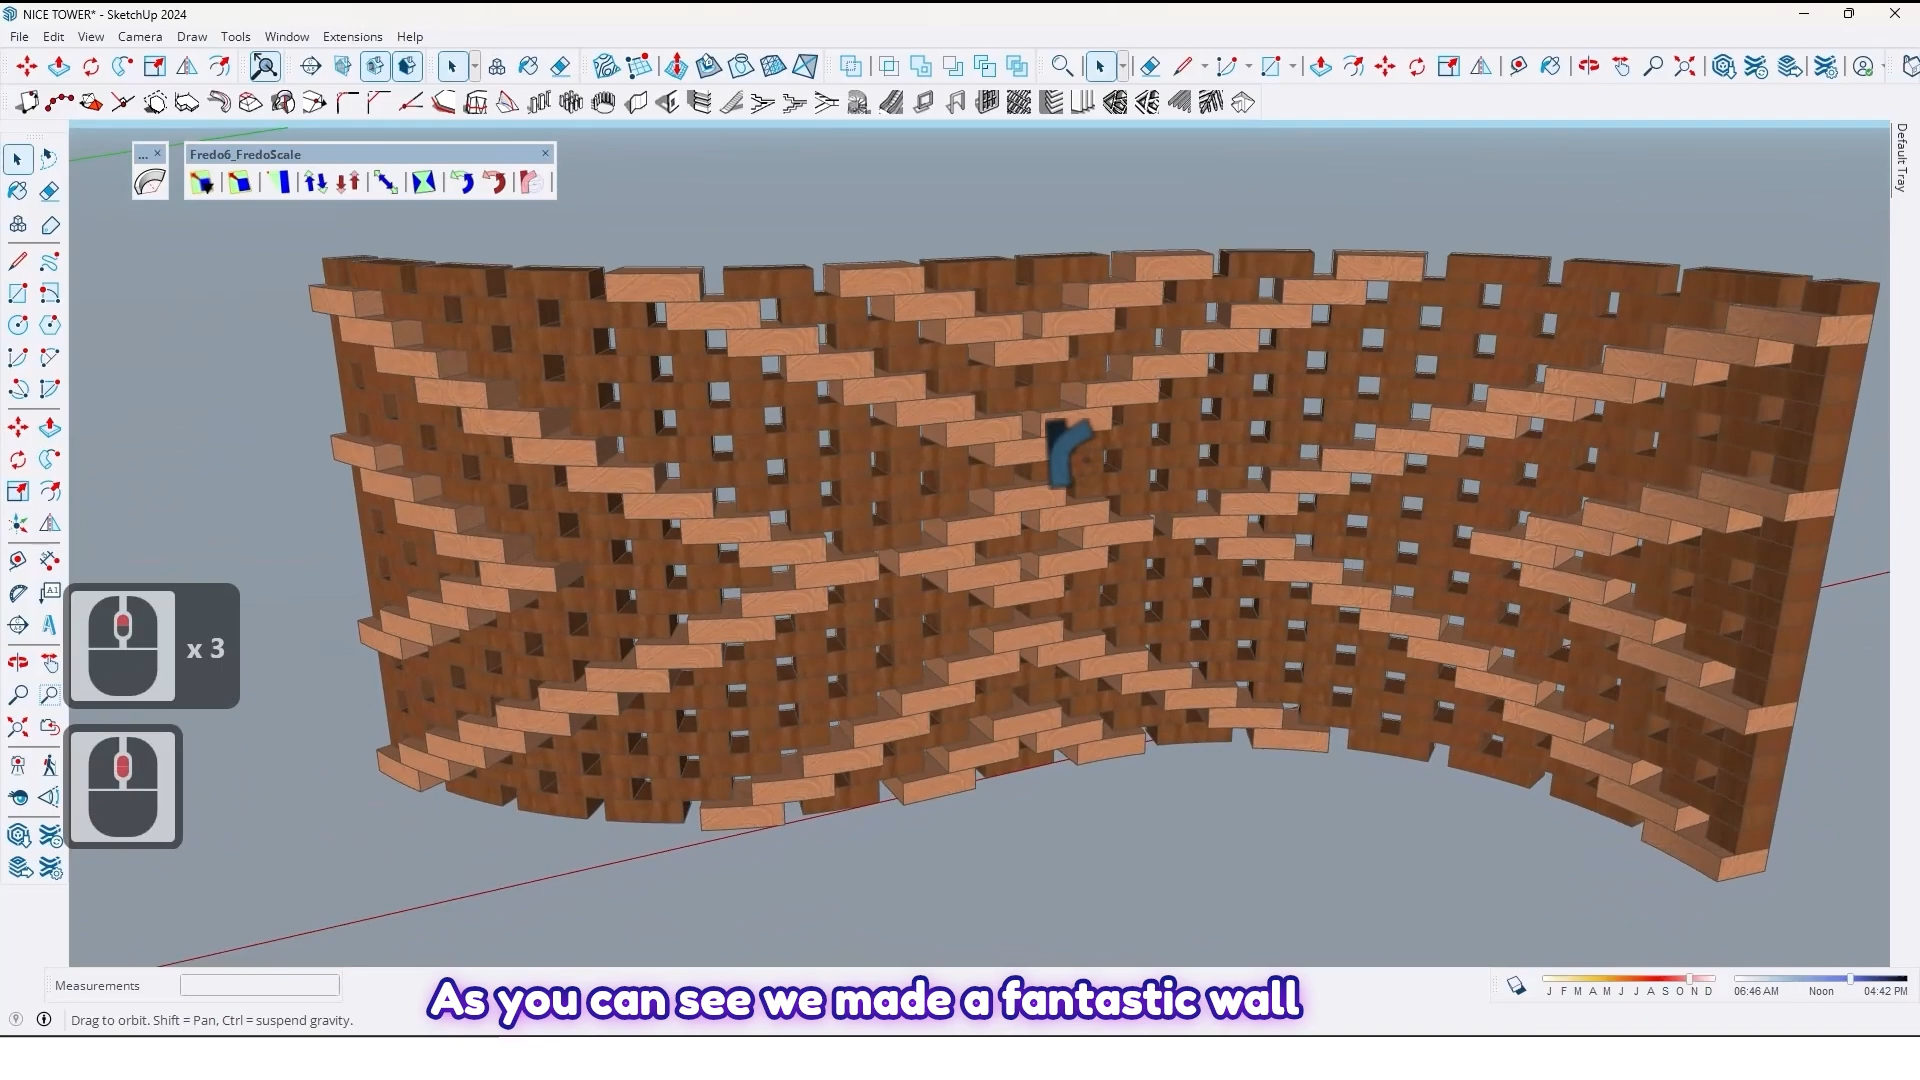 NICE TOWER* - SketchUp 2024
File Edit View Camera Draw Tools Window Extensions Help
... Fredo6_FredoScale
Default Tray
A1
x 3
Measurements
J F M A M J J A S O N D
06:46 AM Noon 04:42 PM
As you can see we made a fantastic wall
Drag to orbit. Shift = Pan, Ctrl = suspend gravity.